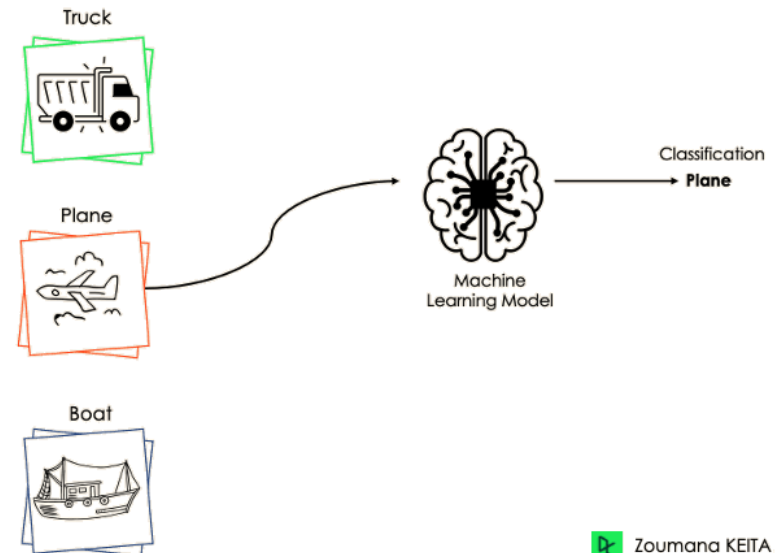 Truck
Plane
Boat
Machine
Learning Model
Classification
Plane
Zoumana KEITA